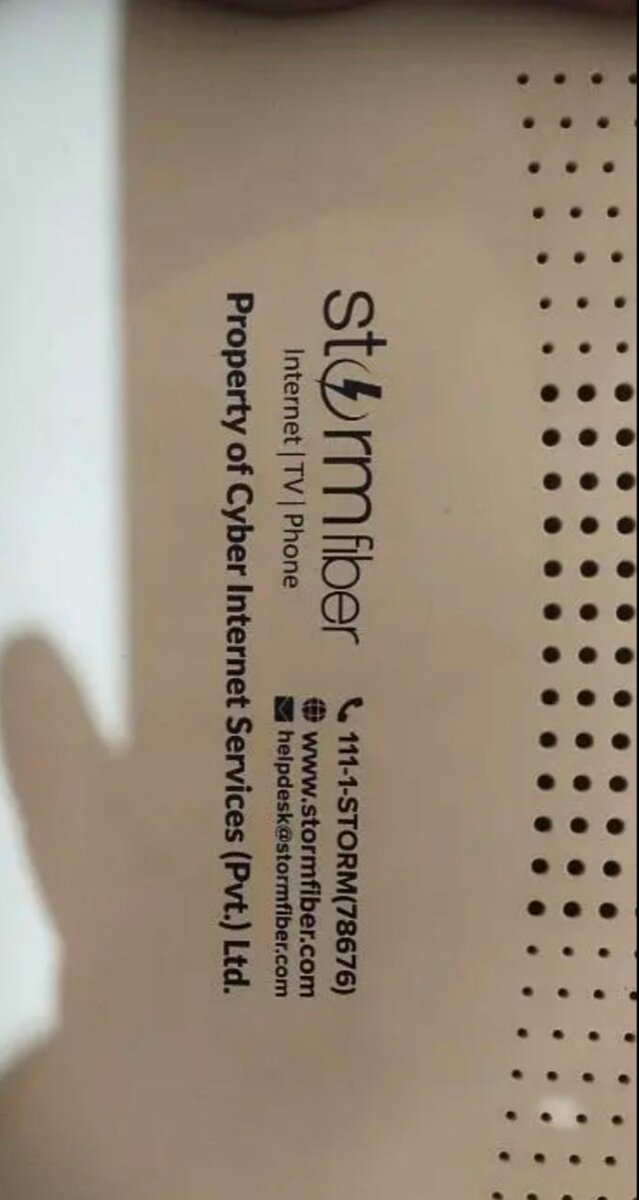 stormfiber
Internet | TV | Phone
111-1-STORM(78676)
www.stormfiber.com
helpdesk@stormfiber.com
Property of Cyber Internet Services (Pvt.) Ltd.